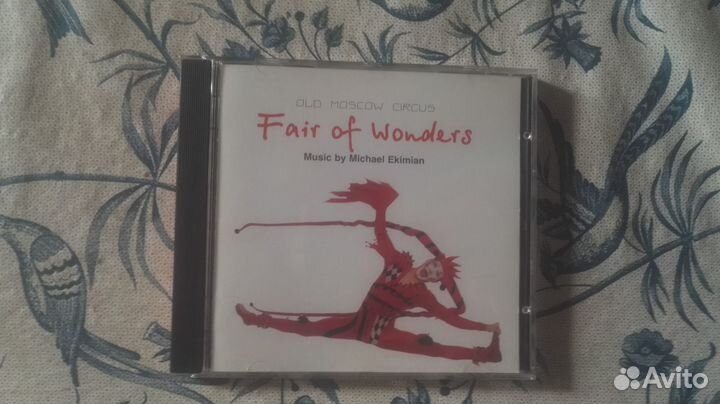 OLD MOSCOW CIRCUS
Fair of Wonders
Music by Michael Ekimian
Avito